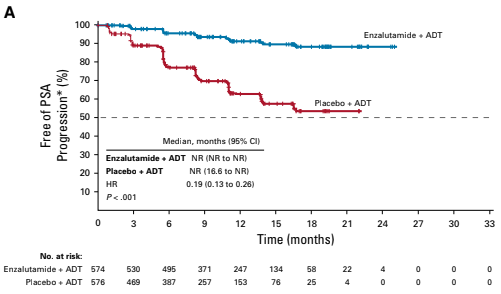 A
100
90
80
70
60
50
40
30
20
10
Free of PSA
Progression* (%)
Enzalutamide + ADT
Placebo + ADT
Median, months (95% CI)
Enzalutamide + ADT NR (NR to NR)
Placebo + ADT NR (16.6 to NR)
HR 0.19 (0.13 to 0.26)
P < .001
0 3 6 9 12 15 18 21 24 27 30 33
Time (months)
No. at risk:
Enzalutamide + ADT 574 530 495 371 247 134 58 22 4 0 0 0
Placebo + ADT 576 469 387 257 153 76 25 4 0 0 0 0